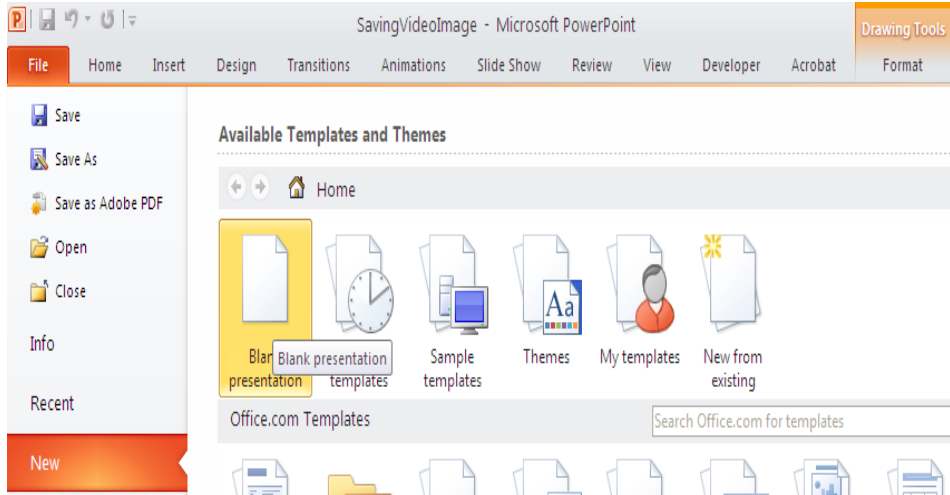 SavingVideoImage - Microsoft PowerPoint
Drawing Tools
File Home Insert Design Transitions Animations Slide Show Review View Developer Acrobat Format
Save
Save As
Save as Adobe PDF
Open
Close
Info
Recent
New
Available Templates and Themes
Home
Blank presentation
presentation templates
Sample
templates
Themes
My templates
New from
existing
Office.com Templates
Search Office.com for templates